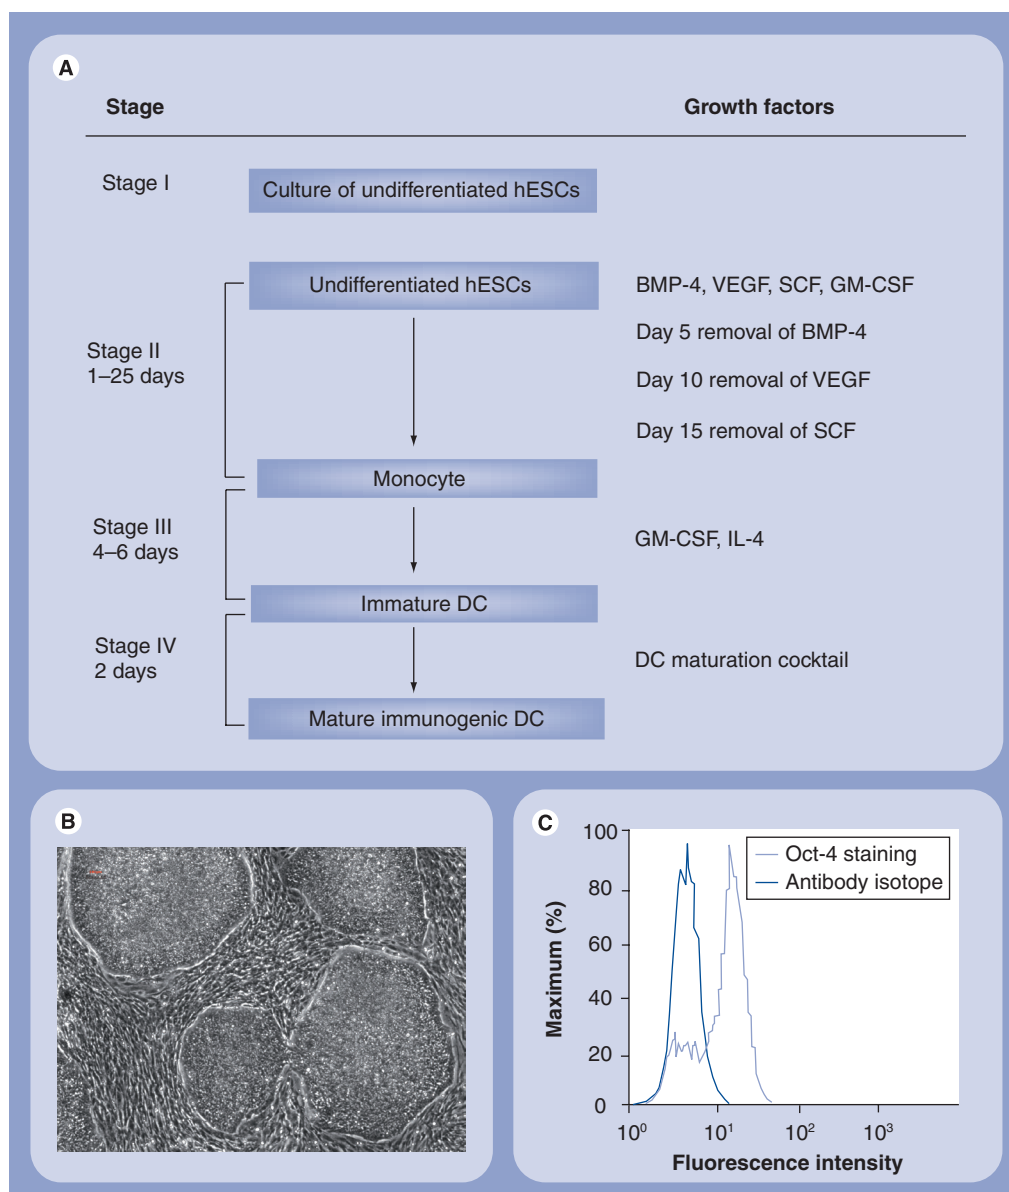 A
Stage
Growth factors
Stage I
Culture of undifferentiated hESCs
Undifferentiated hESCs
BMP-4, VEGF, SCF, GM-CSF
Day 5 removal of BMP-4
Stage II
1–25 days
Day 10 removal of VEGF
Day 15 removal of SCF
Monocyte
Stage III
4–6 days
GM-CSF, IL-4
Immature DC
Stage IV
2 days
DC maturation cocktail
Mature immunogenic DC
B
C
100
80
60
40
20
0
Maximum (%)
Oct-4 staining
Antibody isotope
10⁰
10¹
10²
10³
Fluorescence intensity